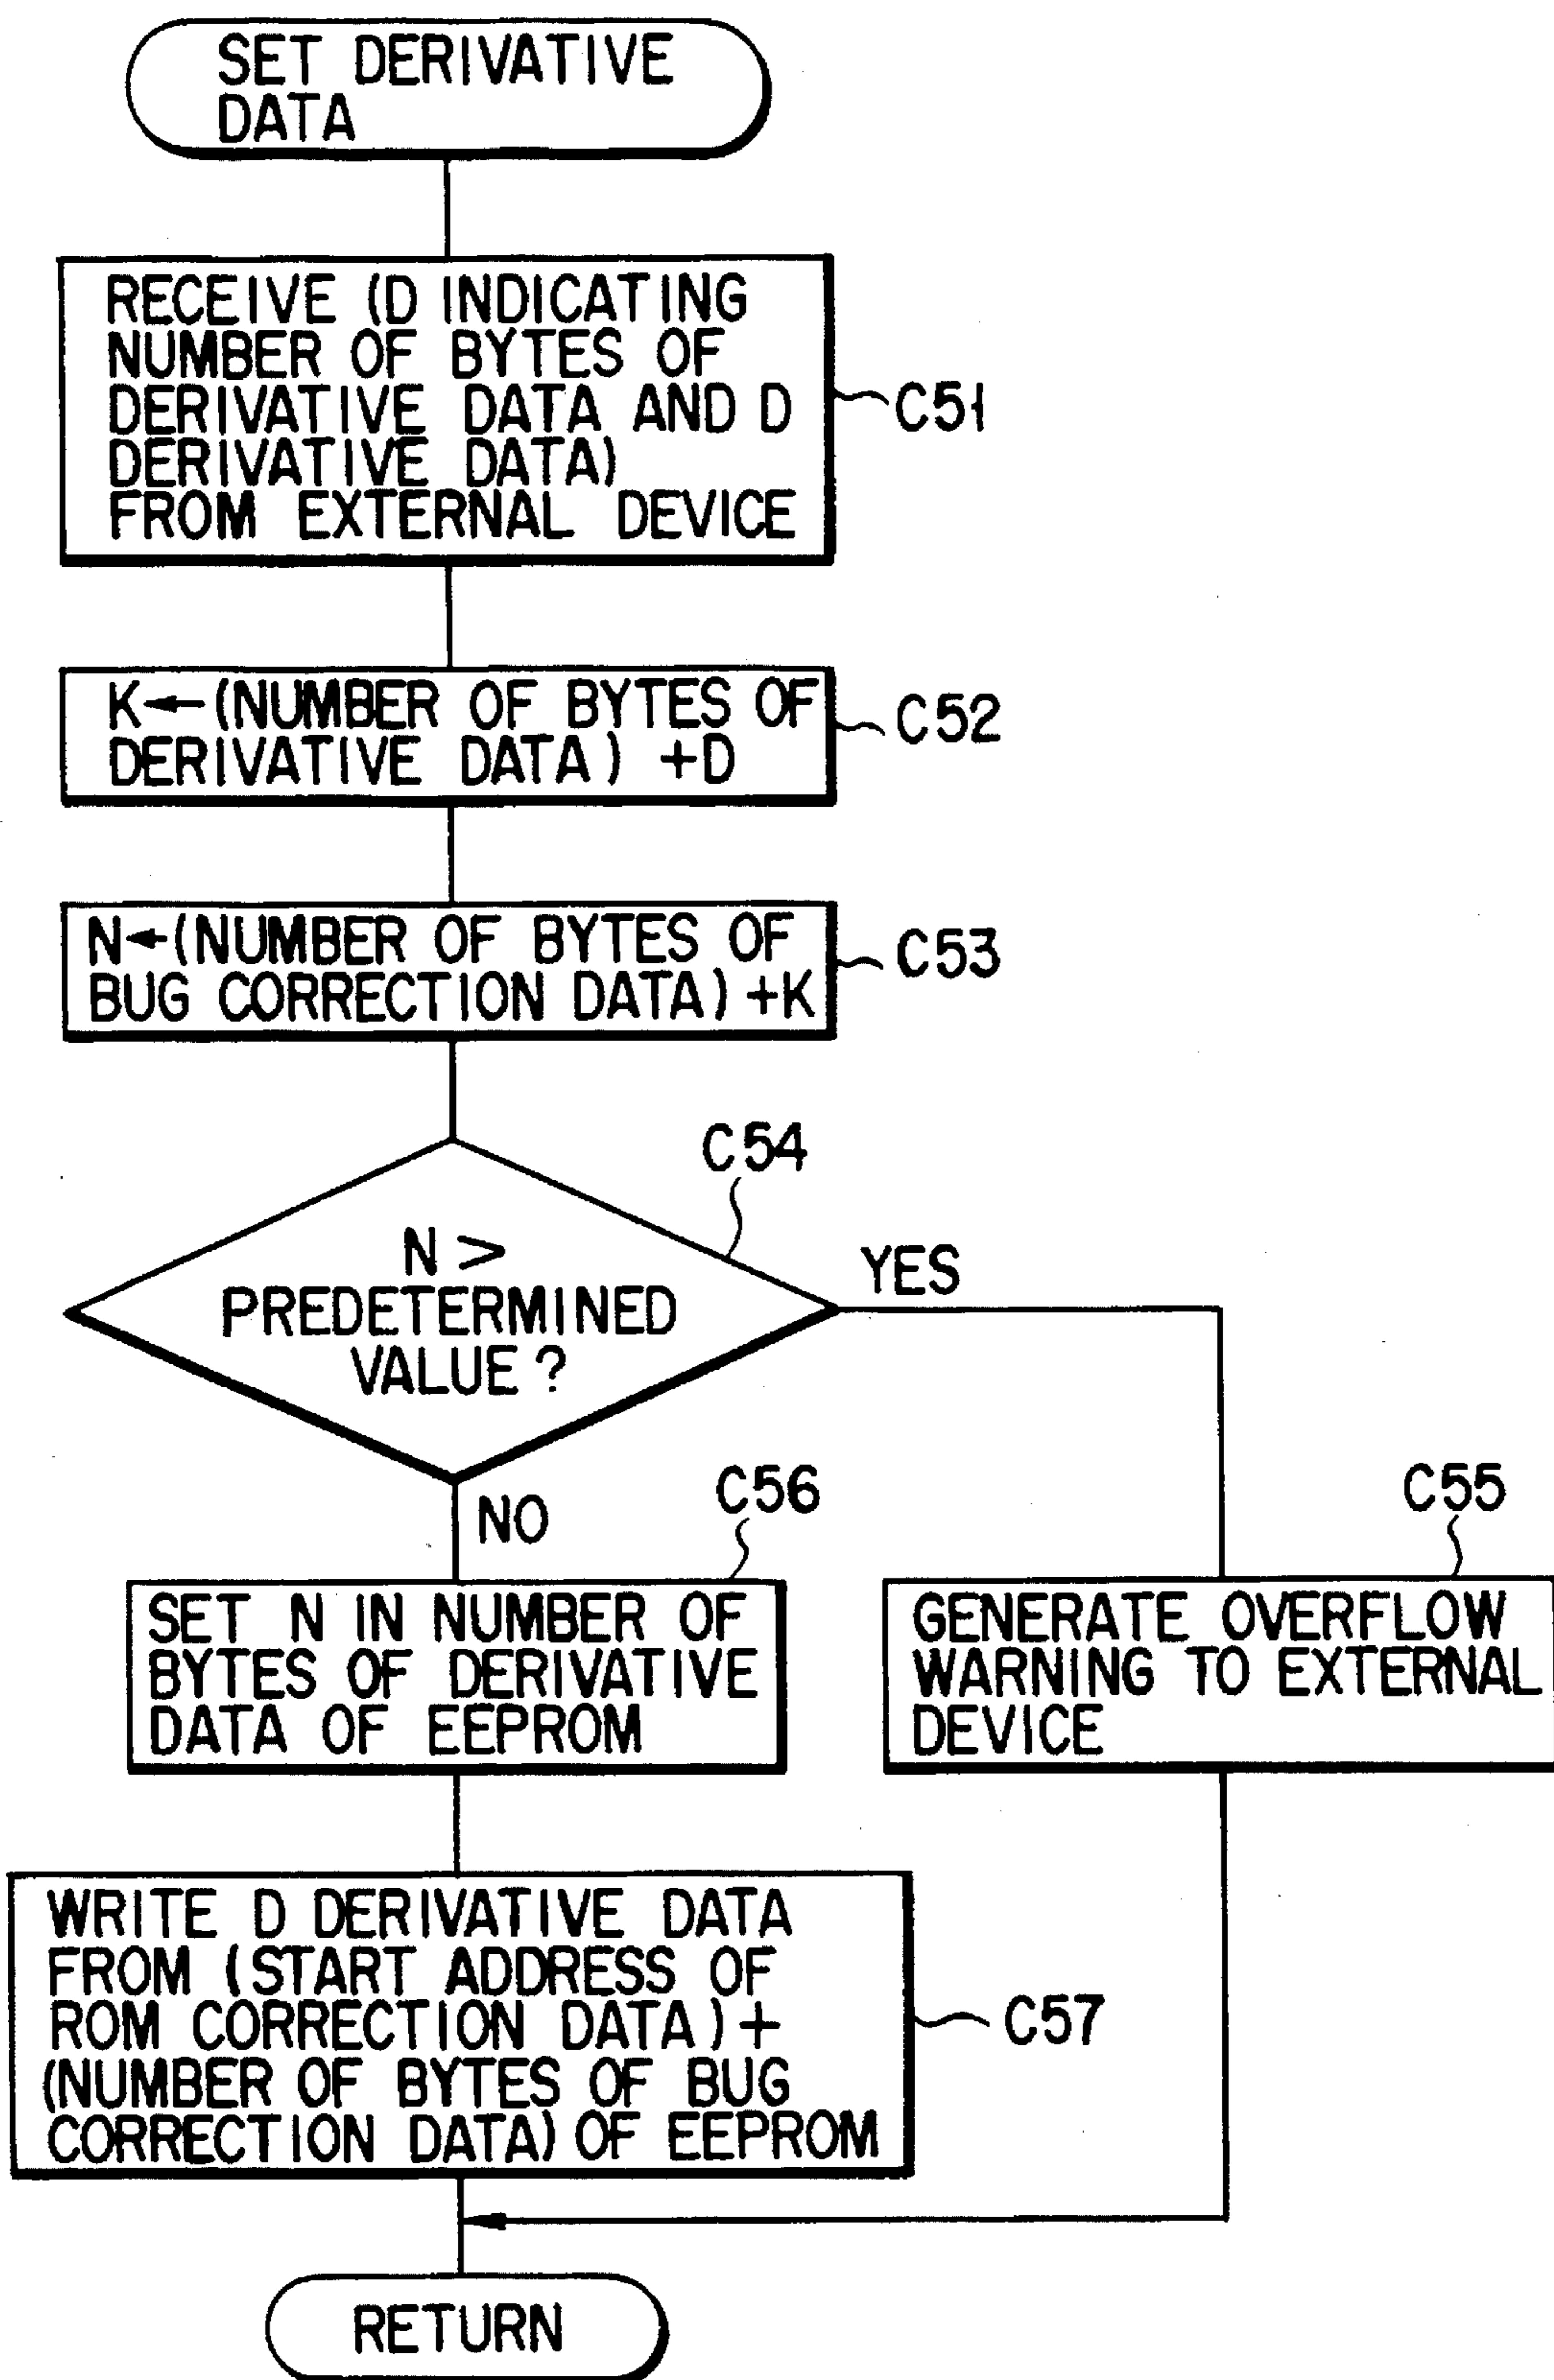 SET DERIVATIVE
DATA
RECEIVE (D INDICATING
NUMBER OF BYTES OF
DERIVATIVE DATA AND D
DERIVATIVE DATA)
FROM EXTERNAL DEVICE
C51
K←(NUMBER OF BYTES OF
DERIVATIVE DATA) +D
C52
N←(NUMBER OF BYTES OF
BUG CORRECTION DATA)+K
C53
C54
N >
PREDETERMINED
VALUE?
YES
NO
C56
SET N IN NUMBER OF
BYTES OF DERIVATIVE
DATA OF EEPROM
C55
GENERATE OVERFLOW
WARNING TO EXTERNAL
DEVICE
WRITE D DERIVATIVE DATA
FROM (START ADDRESS OF
ROM CORRECTION DATA)+
(NUMBER OF BYTES OF BUG
CORRECTION DATA) OF EEPROM
C57
RETURN